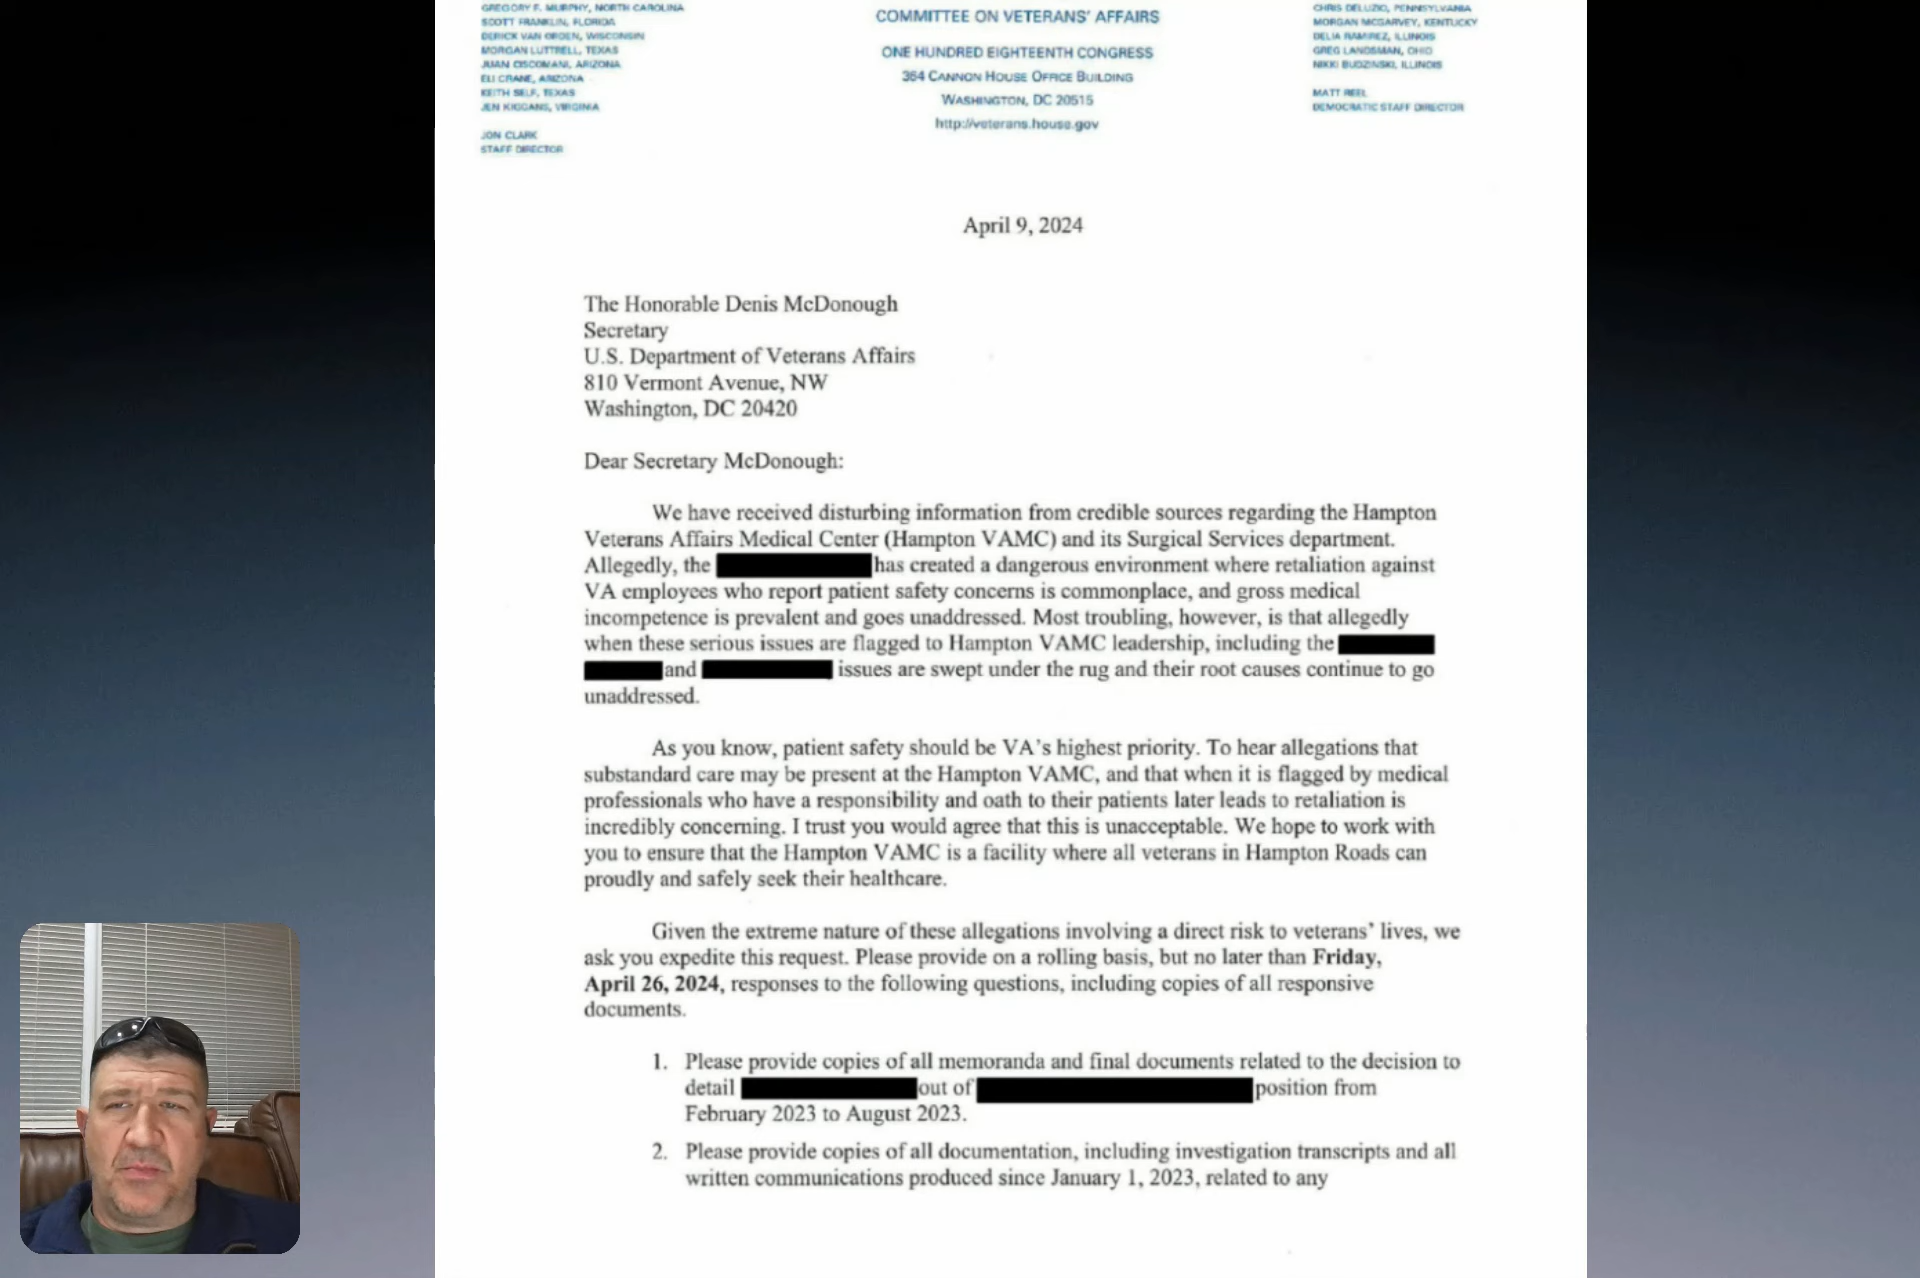 GREGORY F. MURPHY, NORTH CAROLINA
SCOTT FRANKLIN, FLORIDA
DERICK VAN ORDEN, WISCONSIN
MORGAN LUTTRELL, TEXAS
JUAN CISCOMANI, ARIZONA
ELI CRANE, ARIZONA
KEITH SELF, TEXAS
JEN KIGGANS, VIRGINIA
JON CLARK
STAFF DIRECTOR
COMMITTEE ON VETERANS' AFFAIRS
ONE HUNDRED EIGHTEENTH CONGRESS
364 CANNON HOUSE OFFICE BUILDING
WASHINGTON, DC 20515
http://veterans.house.gov
CHRIS DELUZIO, PENNSYLVANIA
MORGAN MCGARVEY, KENTUCKY
DELIA RAMIREZ, ILLINOIS
GREG LANDSMAN, OHIO
NIKKI BUDZINSKI, ILLINOIS
MATT REEL
DEMOCRATIC STAFF DIRECTOR
April 9, 2024
The Honorable Denis McDonough
Secretary
U.S. Department of Veterans Affairs
810 Vermont Avenue, NW
Washington, DC 20420
Dear Secretary McDonough:
We have received disturbing information from credible sources regarding the Hampton
Veterans Affairs Medical Center (Hampton VAMC) and its Surgical Services department.
Allegedly, the has created a dangerous environment where retaliation against
VA employees who report patient safety concerns is commonplace, and gross medical
incompetence is prevalent and goes unaddressed. Most troubling, however, is that allegedly
when these serious issues are flagged to Hampton VAMC leadership, including the
and issues are swept under the rug and their root causes continue to go
unaddressed.
As you know, patient safety should be VA's highest priority. To hear allegations that
substandard care may be present at the Hampton VAMC, and that when it is flagged by medical
professionals who have a responsibility and oath to their patients later leads to retaliation is
incredibly concerning. I trust you would agree that this is unacceptable. We hope to work with
you to ensure that the Hampton VAMC is a facility where all veterans in Hampton Roads can
proudly and safely seek their healthcare.
Given the extreme nature of these allegations involving a direct risk to veterans' lives, we
ask you expedite this request. Please provide on a rolling basis, but no later than Friday,
April 26, 2024, responses to the following questions, including copies of all responsive
documents.
1. Please provide copies of all memoranda and final documents related to the decision to
detail out of position from
February 2023 to August 2023.
2. Please provide copies of all documentation, including investigation transcripts and all
written communications produced since January 1, 2023, related to any